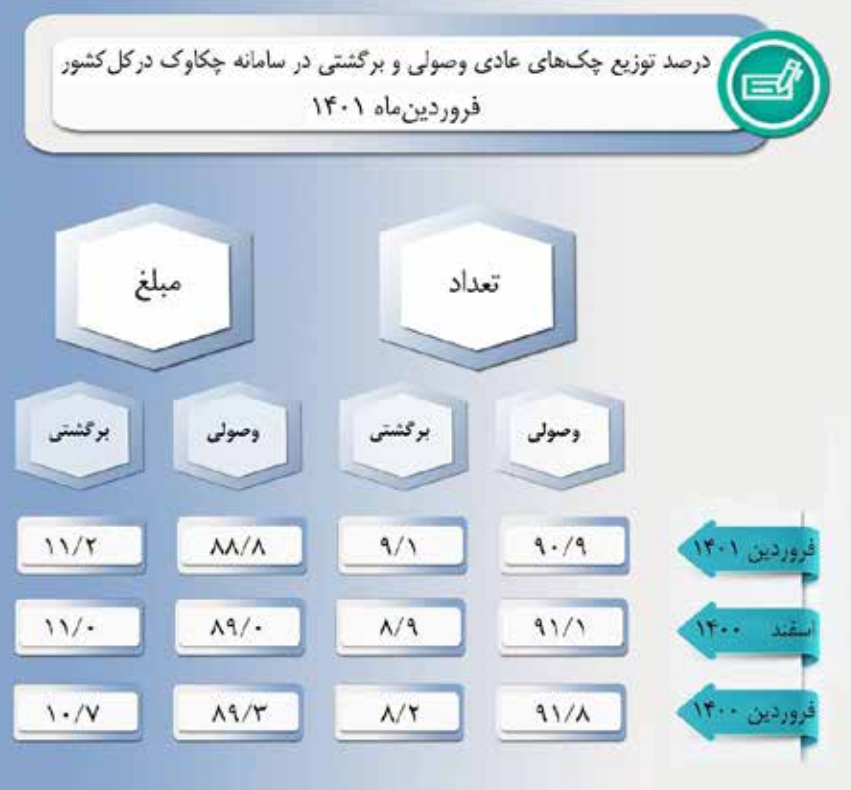 درصد توزیع چک‌های عادی وصولی و برگشتی در سامانه چکاوک در کل کشور
فروردین‌ماه ۱۴۰۱
تعداد مبلغ
وصولی برگشتی وصولی برگشتی
فروردین ۱۴۰۱ ۹۰/۹ ۹/۱ ۸۸/۸ ۱۱/۲
اسفند ۱۴۰۰ ۹۱/۱ ۸/۹ ۸۹/۰ ۱۱/۰
فروردین ۱۴۰۰ ۹۱/۸ ۸/۲ ۸۹/۳ ۱۰/۷